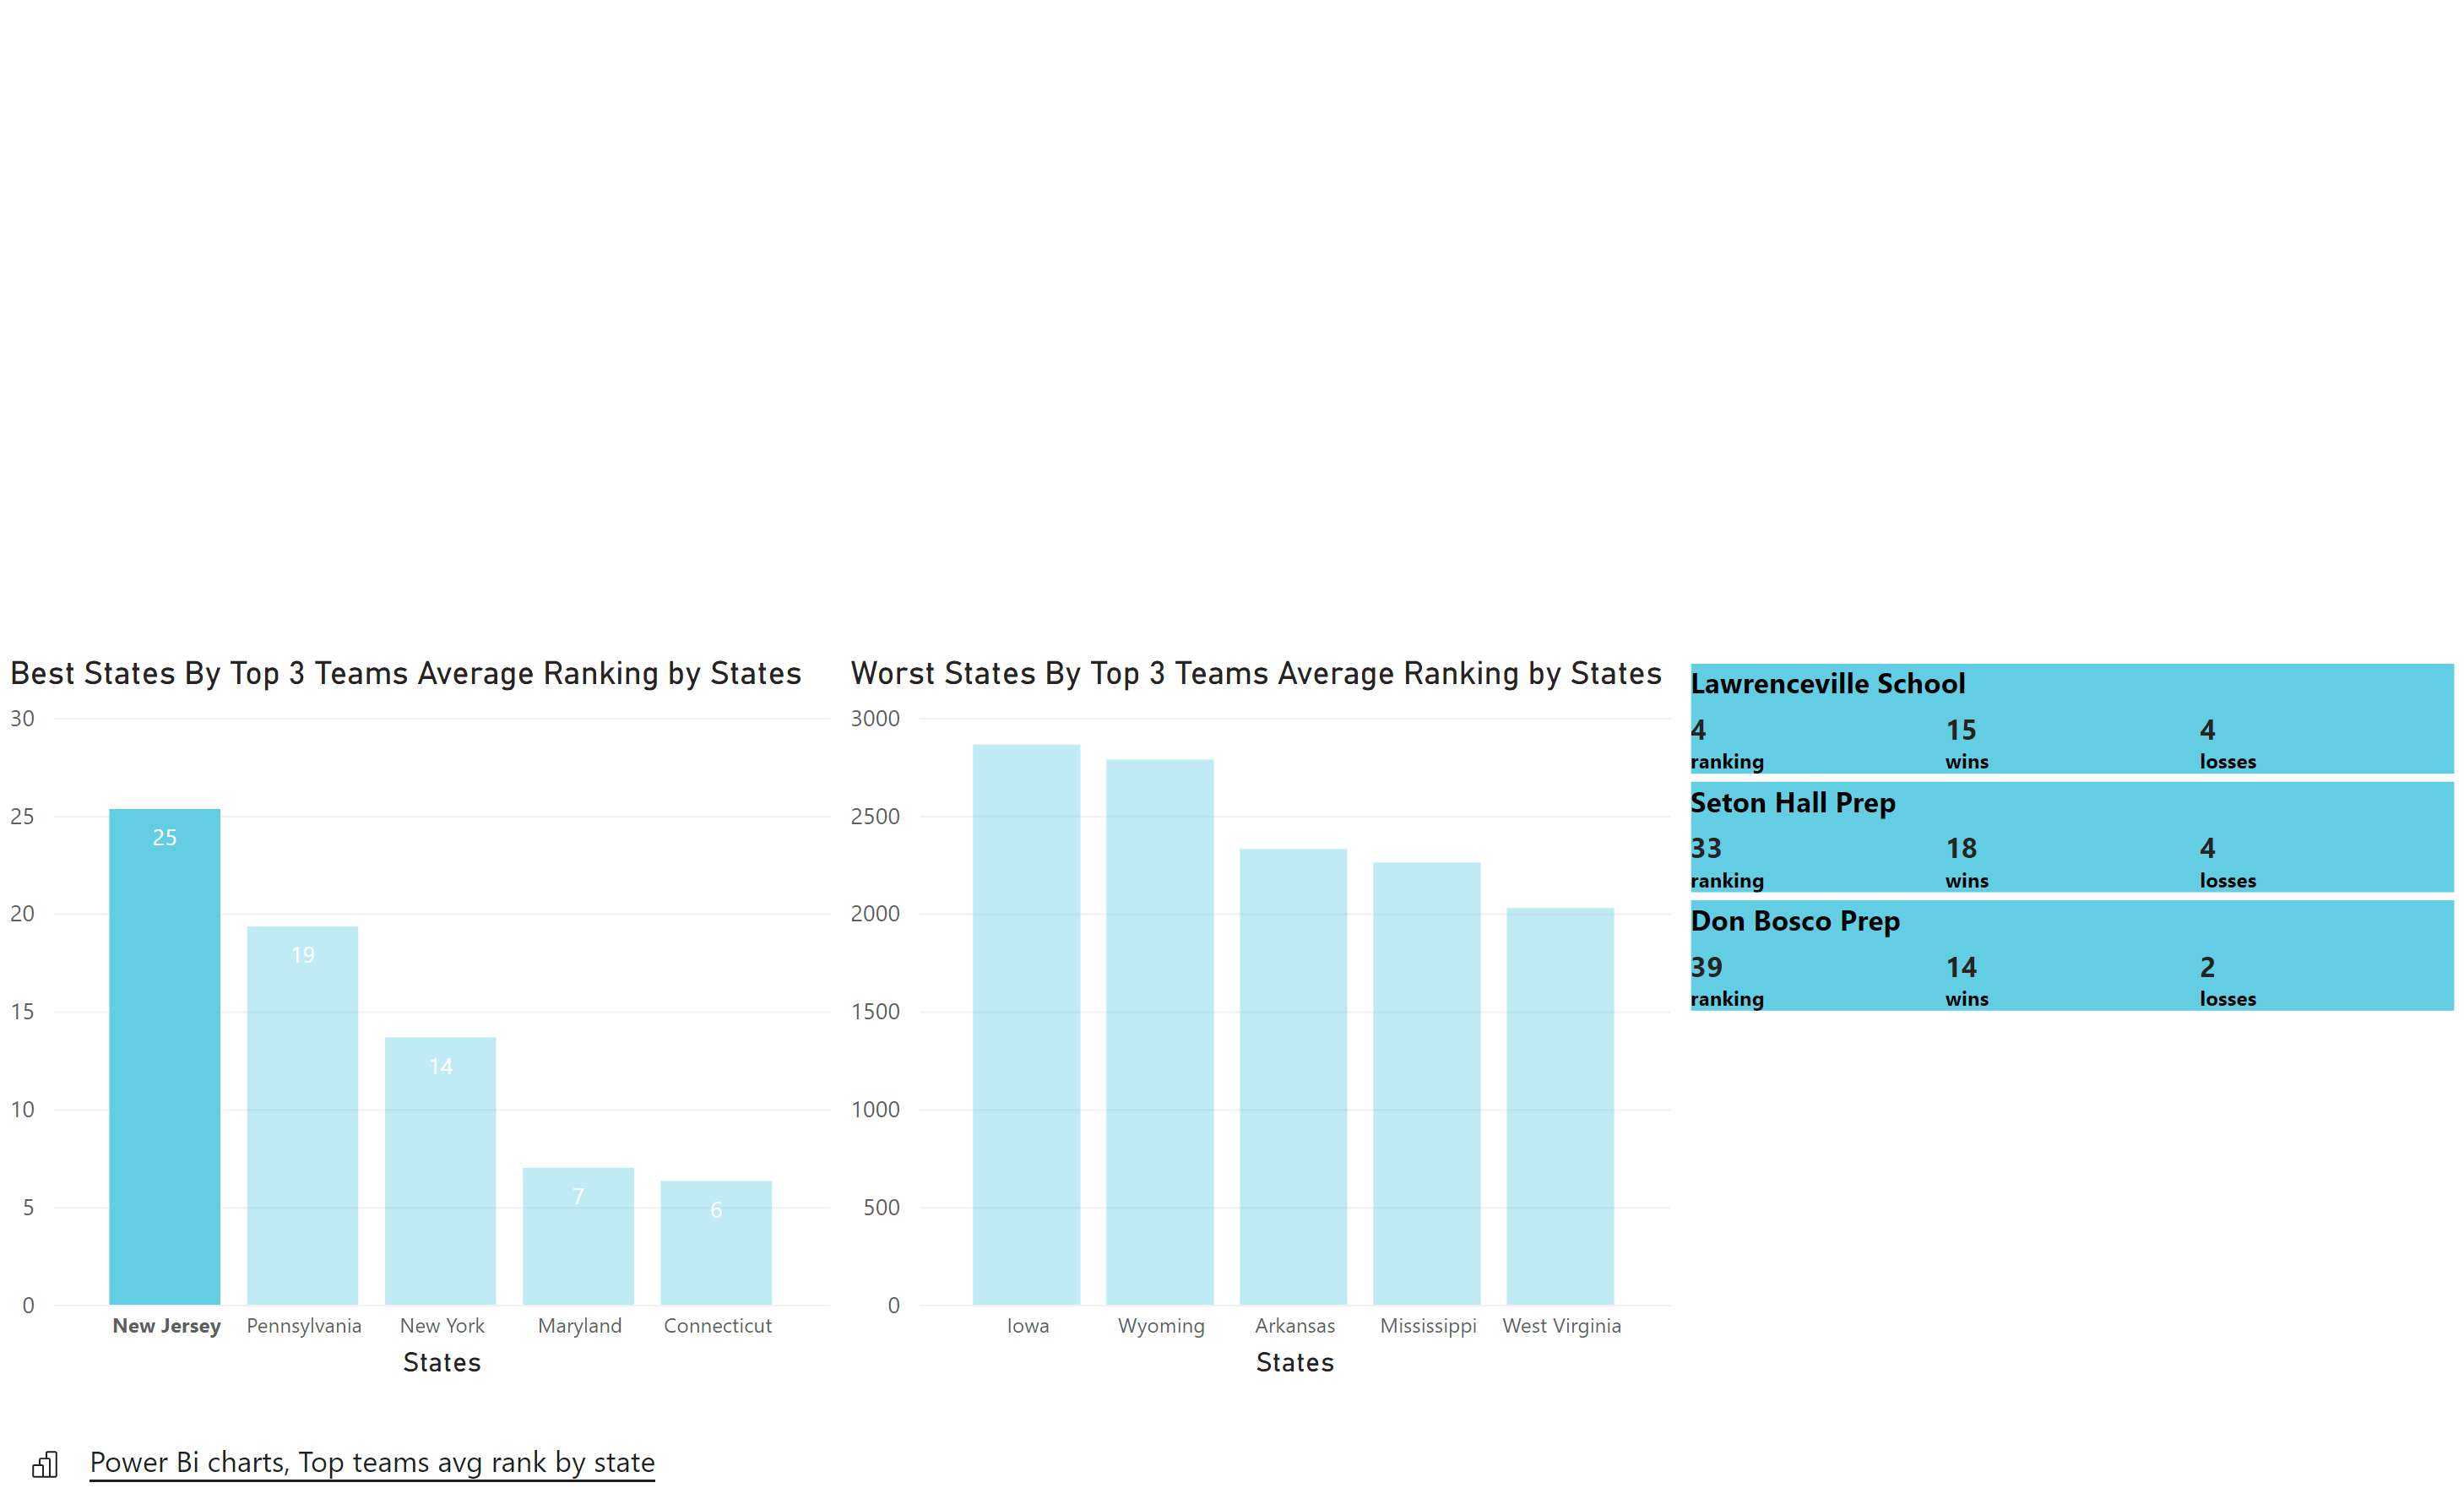 Best States By Top 3 Teams Average Ranking by States
30
25
20
15
10
5
0
25
19
14
7
6
New Jersey
Pennsylvania
New York
Maryland
Connecticut
States
Worst States By Top 3 Teams Average Ranking by States
3000
2500
2000
1500
1000
500
0
Iowa
Wyoming
Arkansas
Mississippi
West Virginia
States
Lawrenceville School
4 15 4
ranking wins losses
Seton Hall Prep
33 18 4
ranking wins losses
Don Bosco Prep
39 14 2
ranking wins losses
Power Bi charts, Top teams avg rank by state